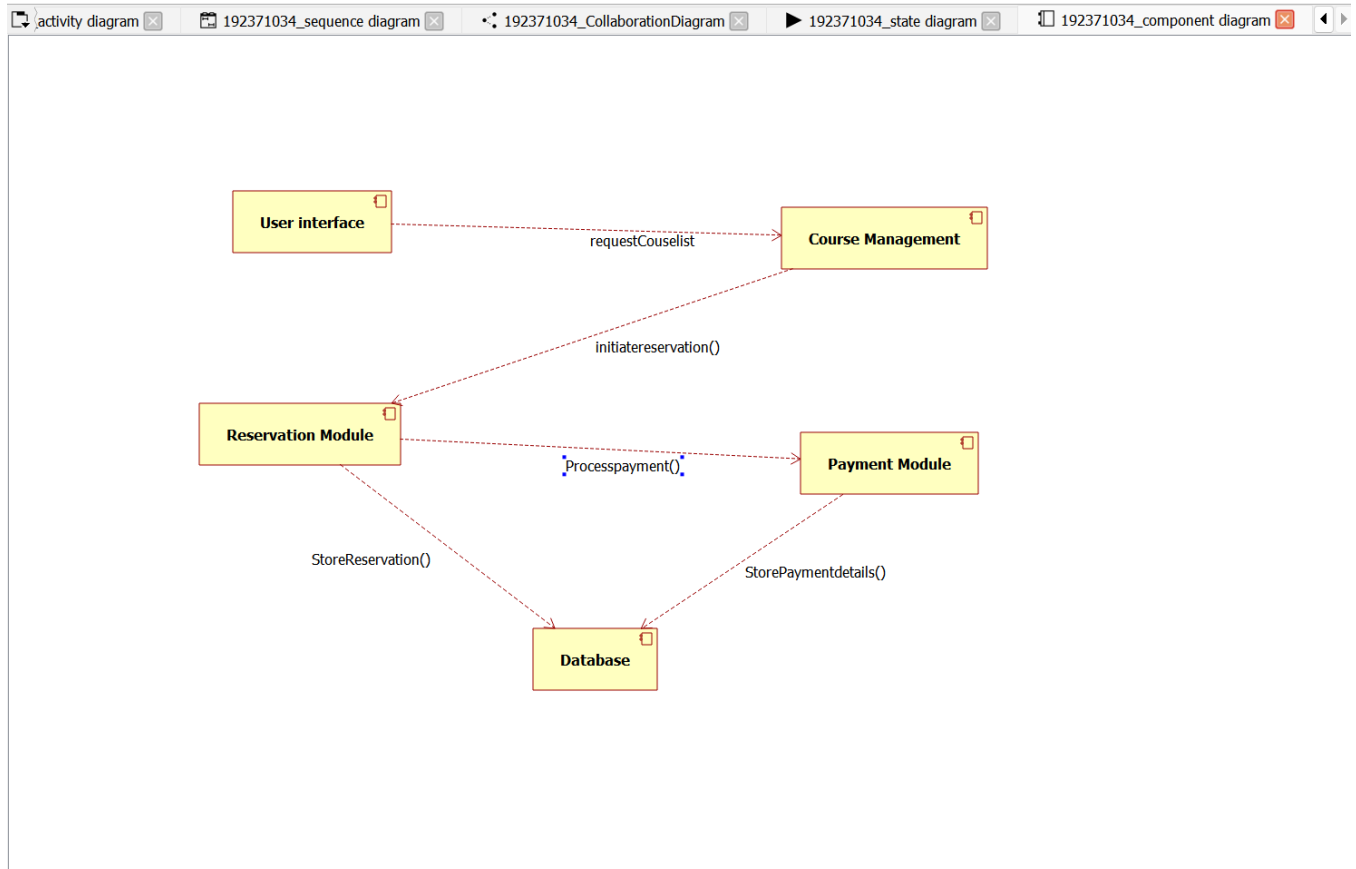 activity diagram
192371034_sequence diagram
192371034_CollaborationDiagram
192371034_state diagram
192371034_component diagram
User interface
requestCouselist
Course Management
initiatereservation()
Reservation Module
Processpayment()
Payment Module
StoreReservation()
StorePaymentdetails()
Database